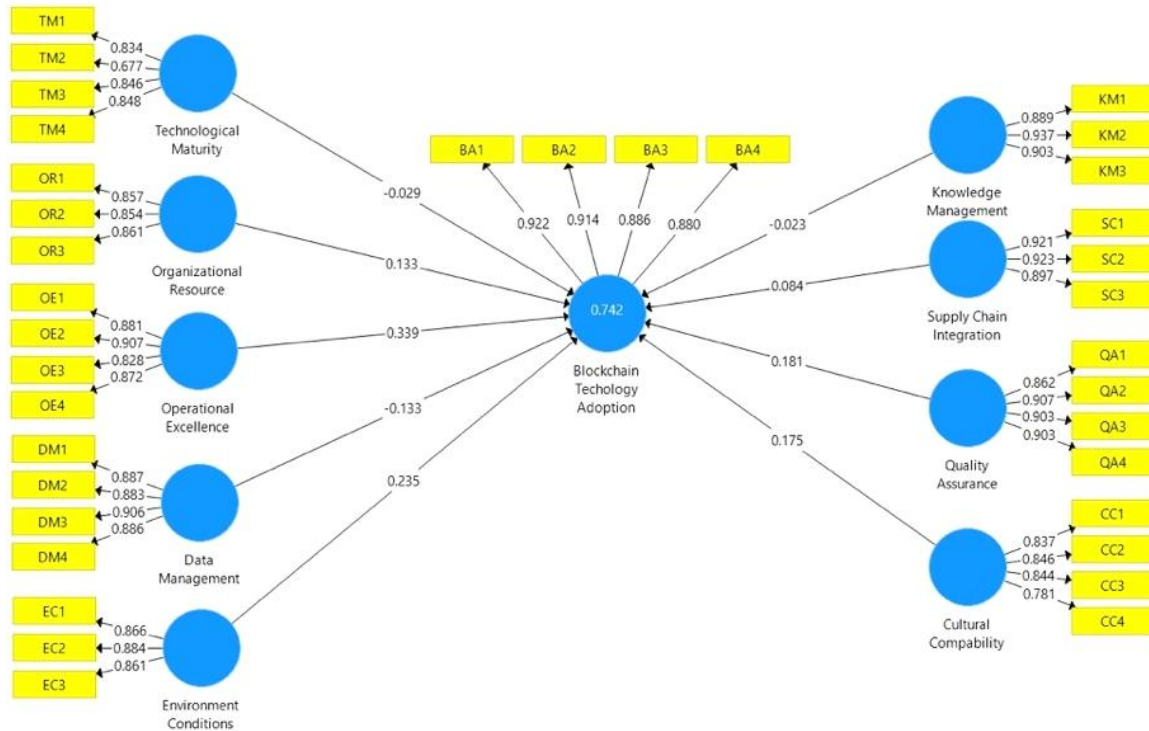 TM1
TM2
TM3
TM4
0.834
0.677
0.846
0.848
Technological
Maturity
OR1
OR2
OR3
0.857
0.854
0.861
Organizational
Resource
OE1
OE2
OE3
OE4
0.881
0.907
0.828
0.872
Operational
Excellence
DM1
DM2
DM3
DM4
0.887
0.883
0.906
0.886
Data
Management
EC1
EC2
EC3
0.866
0.884
0.861
Environment
Conditions
-0.029
0.133
0.339
-0.133
0.235
BA1
BA2
BA3
BA4
0.922
0.914
0.886
0.880
0.742
Blockchain
Techology
Adoption
-0.023
0.084
0.181
0.175
KM1
KM2
KM3
0.889
0.937
0.903
Knowledge
Management
SC1
SC2
SC3
0.921
0.923
0.897
Supply Chain
Integration
QA1
QA2
QA3
QA4
0.862
0.907
0.903
0.903
Quality
Assurance
CC1
CC2
CC3
CC4
0.837
0.846
0.844
0.781
Cultural
Compability